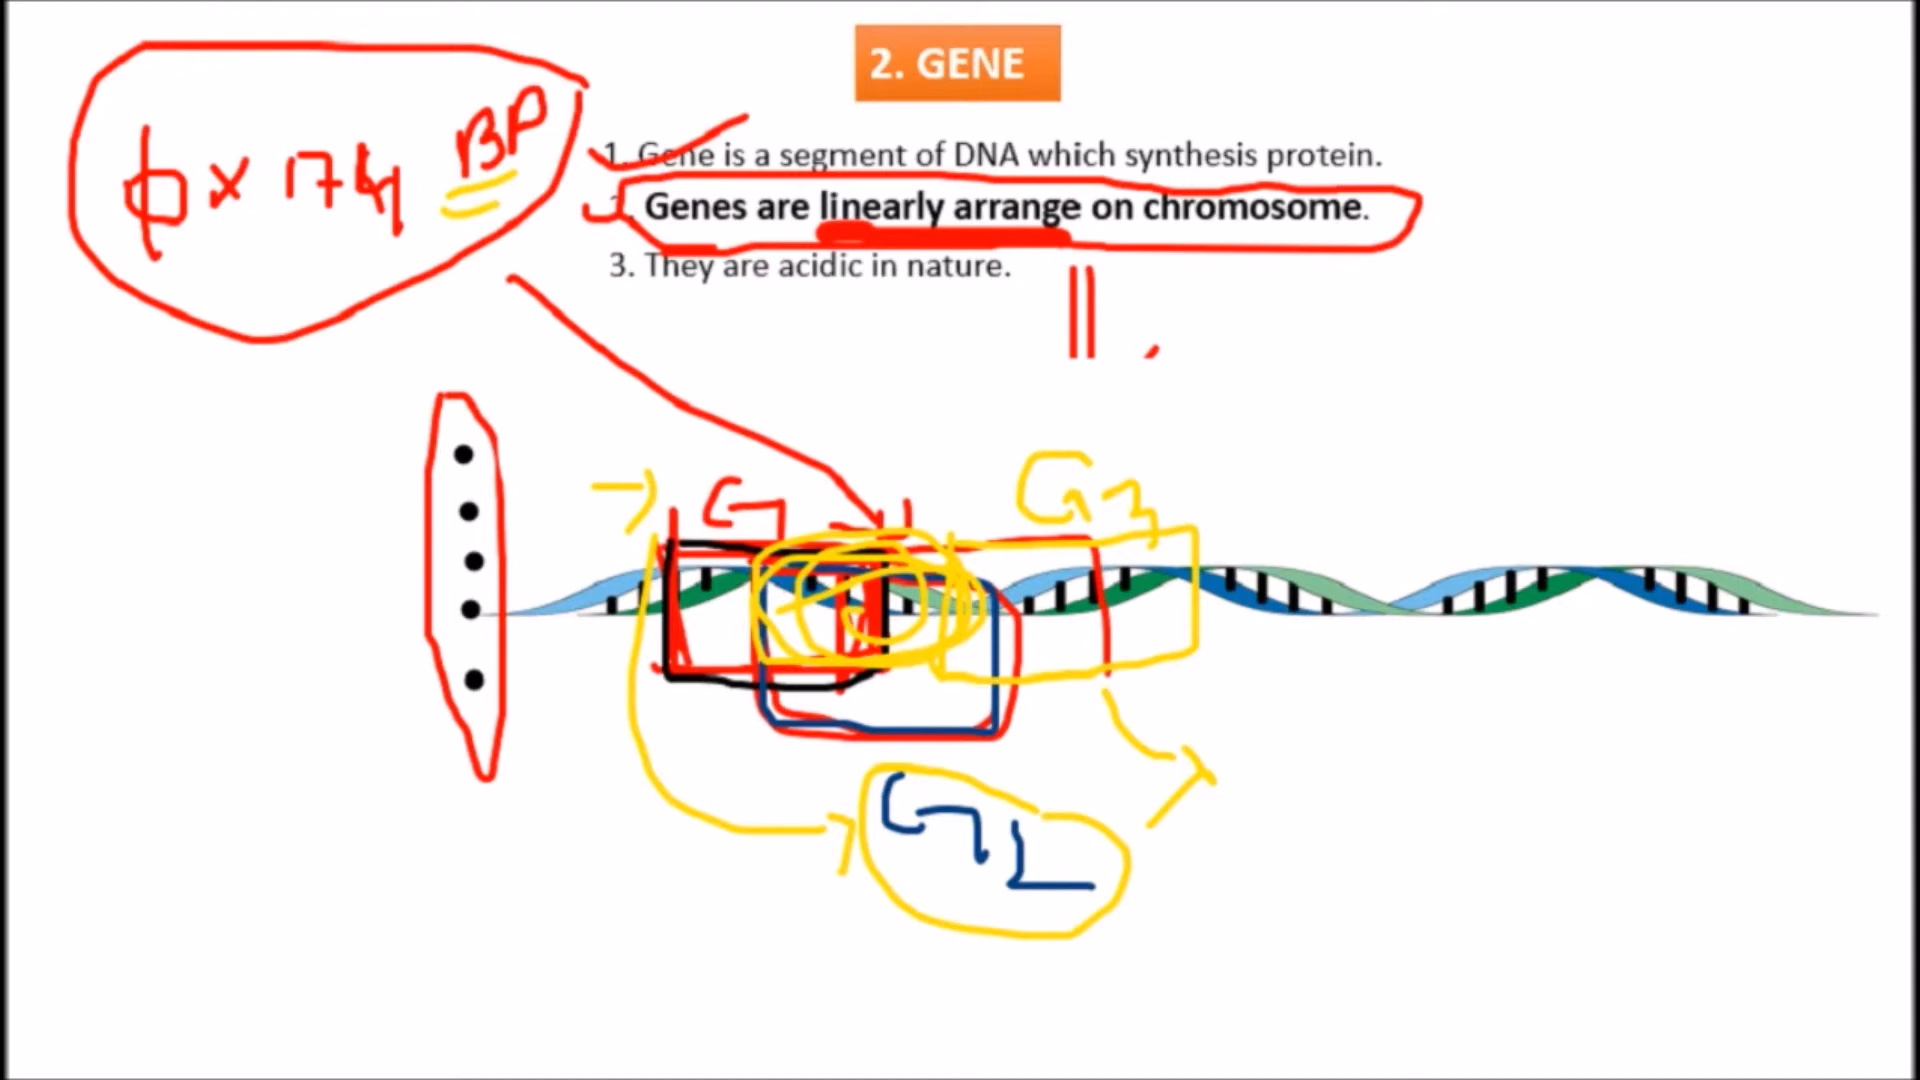 2. GENE
ϕ x 174 BP
1. Gene is a segment of DNA which synthesis protein.
2. Genes are linearly arrange on chromosome.
3. They are acidic in nature.
G1
G3
G2